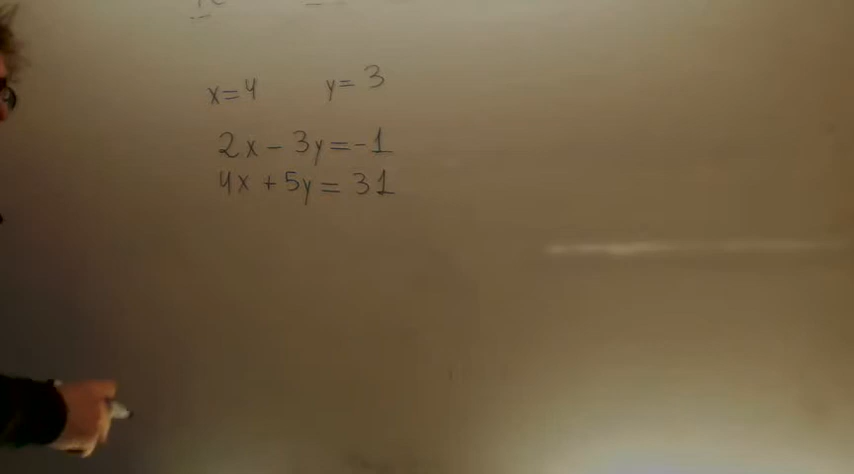 x=4 y=3
2x - 3y = -1
4x + 5y = 31